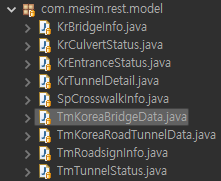 com.mesim.rest.model
KrBridgeInfo.java
KrCulvertStatus.java
KrEntranceStatus.java
KrTunnelDetail.java
SpCrosswalkInfo.java
TmKoreaBridgeData.java
TmKoreaRoadTunnelData.java
TmRoadsignInfo.java
TmTunnelStatus.java